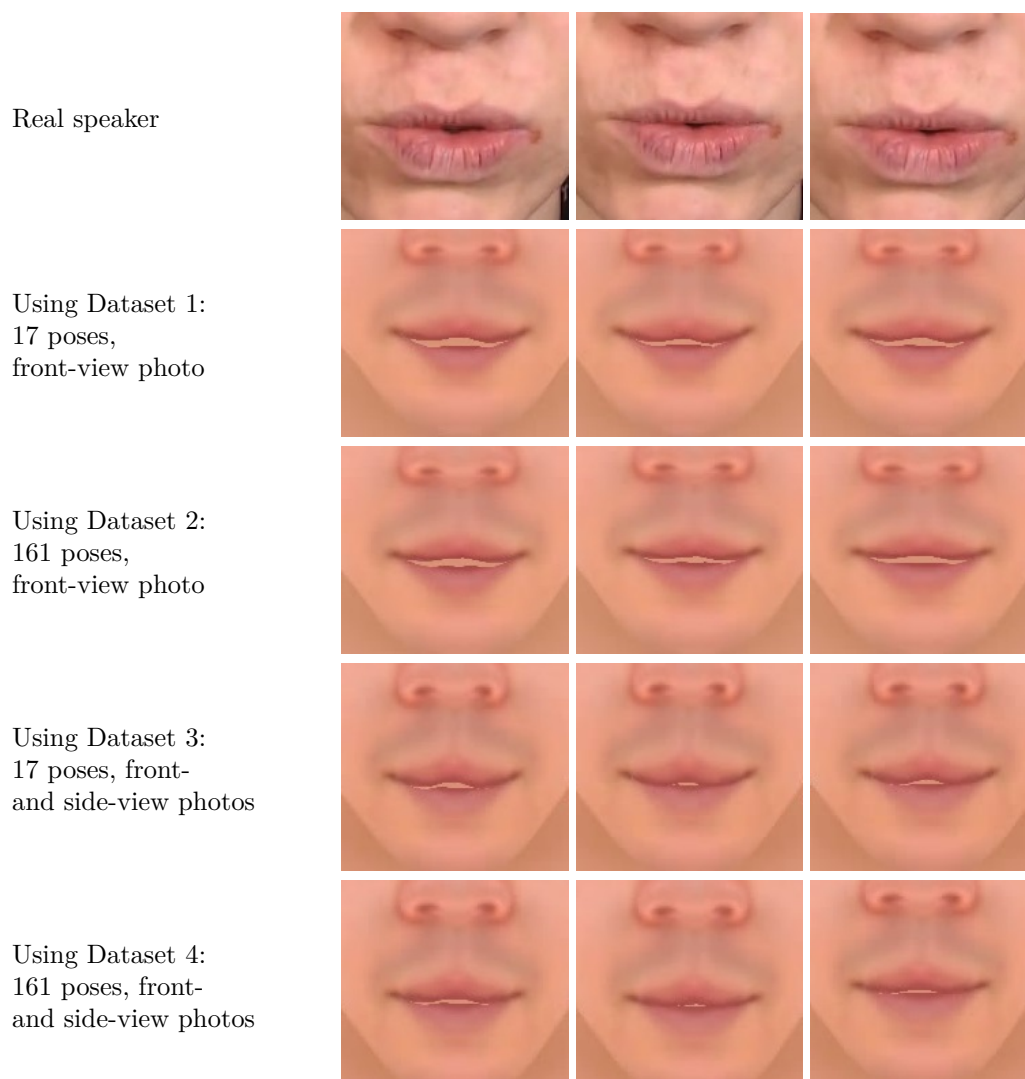 Real speaker
Using Dataset 1:
17 poses,
front-view photo
Using Dataset 2:
161 poses,
front-view photo
Using Dataset 3:
17 poses, front-
and side-view photos
Using Dataset 4:
161 poses, front-
and side-view photos